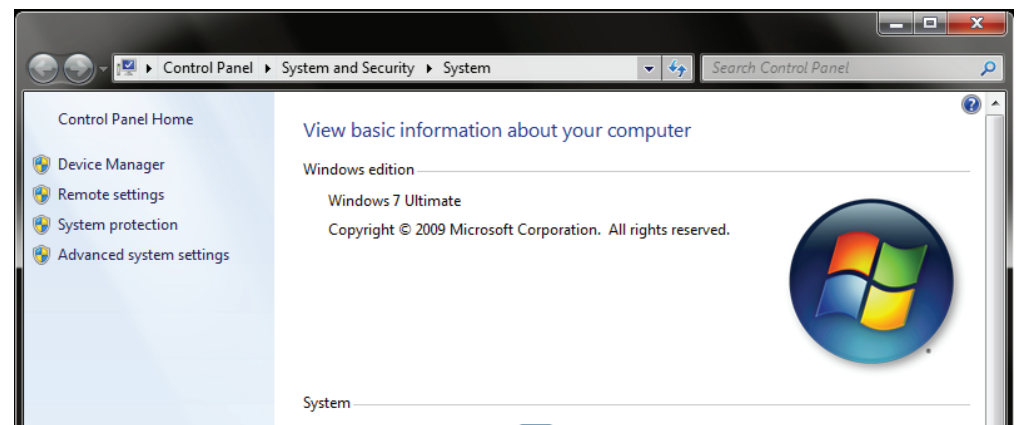 Control Panel System and Security System Search Control Panel
Control Panel Home
Device Manager
Remote settings
System protection
Advanced system settings
View basic information about your computer
Windows edition
Windows 7 Ultimate
Copyright © 2009 Microsoft Corporation. All rights reserved.
System